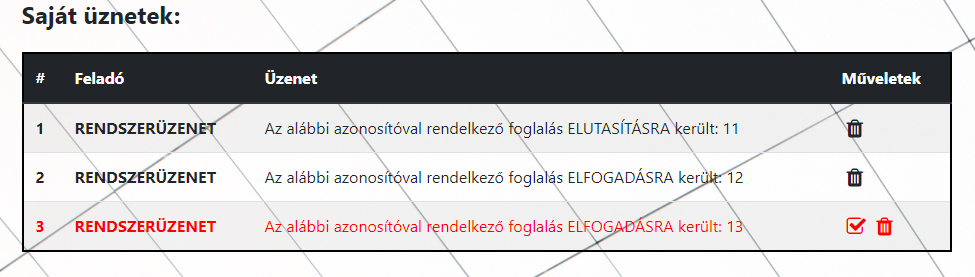 Saját üznetek:
# Feladó Üzenet Műveletek
1 RENDSZERÜZENET Az alábbi azonosítóval rendelkező foglalás ELUTASÍTÁSRA került: 11
2 RENDSZERÜZENET Az alábbi azonosítóval rendelkező foglalás ELFOGADÁSRA került: 12
3 RENDSZERÜZENET Az alábbi azonosítóval rendelkező foglalás ELFOGADÁSRA került: 13